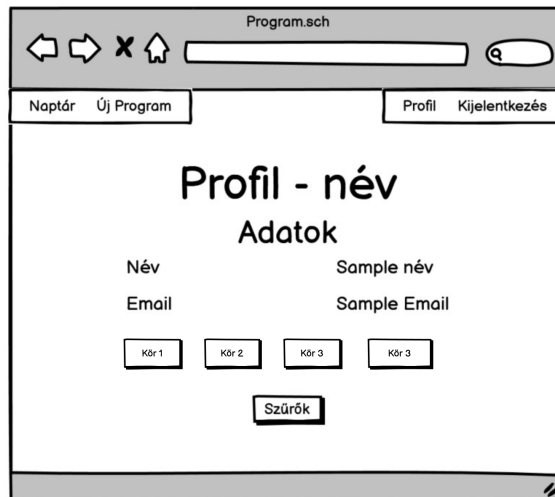 Program.sch
Naptár Új Program Profil Kijelentkezés
Profil - név
Adatok
Név Sample név
Email Sample Email
Kör 1 Kör 2 Kör 3 Kör 3
Szűrők